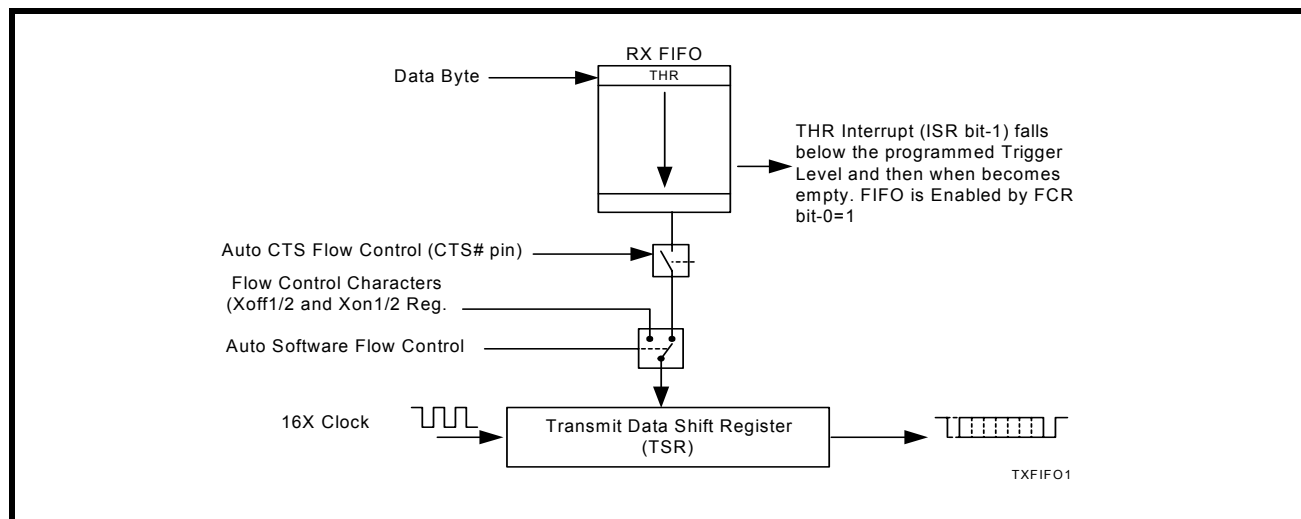 RX FIFO
Data Byte
THR
THR Interrupt (ISR bit-1) falls
below the programmed Trigger
Level and then when becomes
empty. FIFO is Enabled by FCR
bit-0=1
Auto CTS Flow Control (CTS# pin)
Flow Control Characters
(Xoff1/2 and Xon1/2 Reg.
Auto Software Flow Control
16X Clock
Transmit Data Shift Register
(TSR)
TXFIFO1